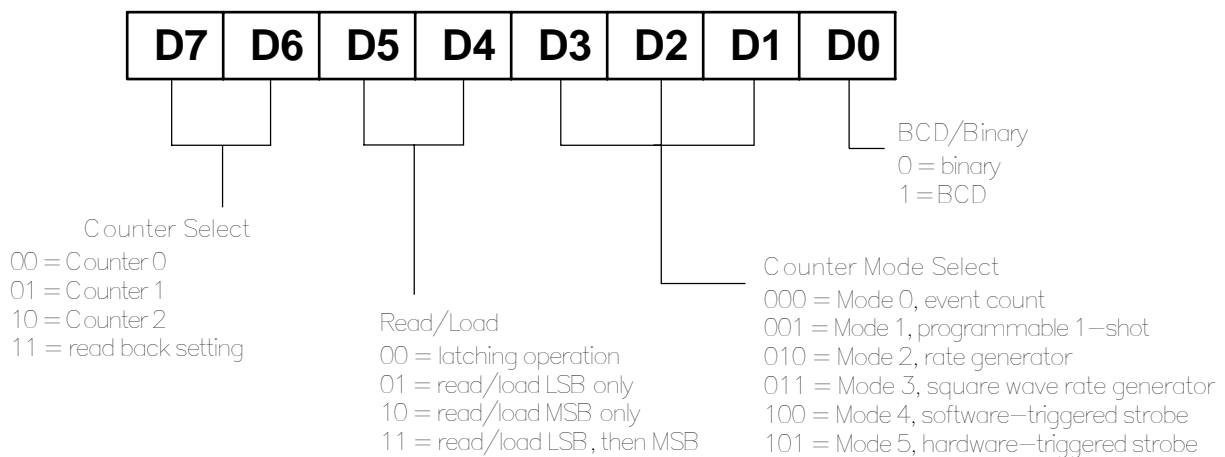 D7 D6 D5 D4 D3 D2 D1 D0
BCD/Binary
0 = binary
1 = BCD
Counter Select
00 = Counter 0
01 = Counter 1
10 = Counter 2
11 = read back setting
Read/Load
00 = latching operation
01 = read/load LSB only
10 = read/load MSB only
11 = read/load LSB, then MSB
Counter Mode Select
000 = Mode 0, event count
001 = Mode 1, programmable 1-shot
010 = Mode 2, rate generator
011 = Mode 3, square wave rate generator
100 = Mode 4, software-triggered strobe
101 = Mode 5, hardware-triggered strobe